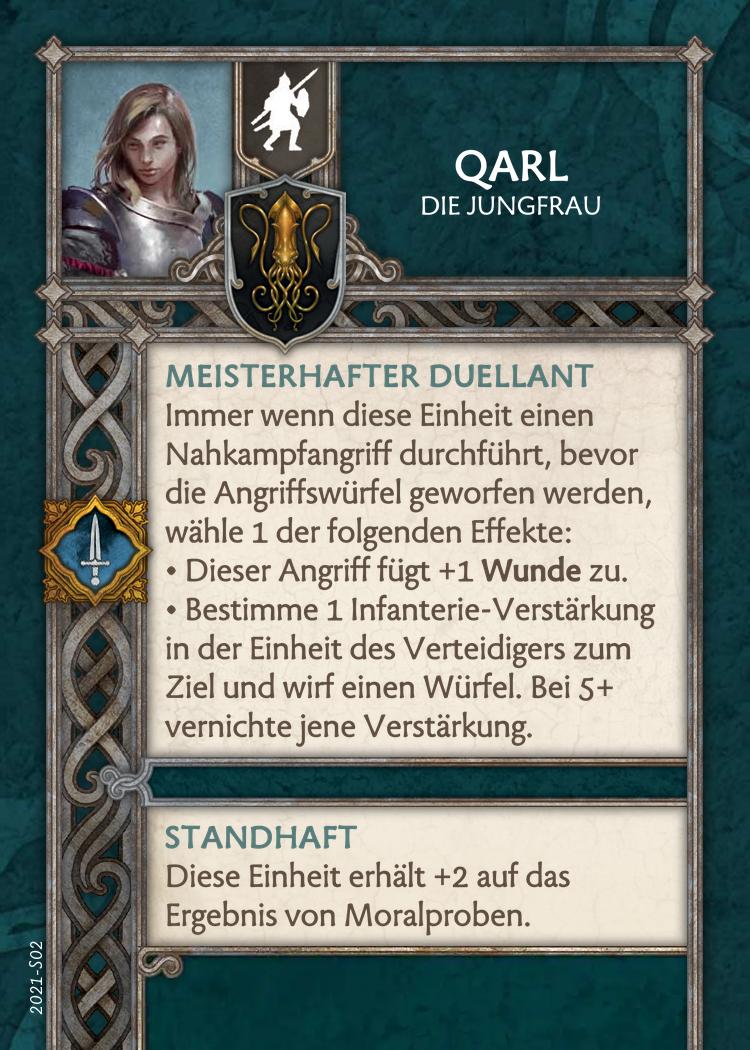 QARL
DIE JUNGFRAU
MEISTERHAFTER DUELLANT
Immer wenn diese Einheit einen
Nahkampfangriff durchführt, bevor
die Angriffswürfel geworfen werden,
wähle 1 der folgenden Effekte:
• Dieser Angriff fügt +1 Wunde zu.
• Bestimme 1 Infanterie-Verstärkung
in der Einheit des Verteidigers zum
Ziel und wirf einen Würfel. Bei 5+
vernichte jene Verstärkung.
STANDHAFT
Diese Einheit erhält +2 auf das
Ergebnis von Moralproben.
2021-S02